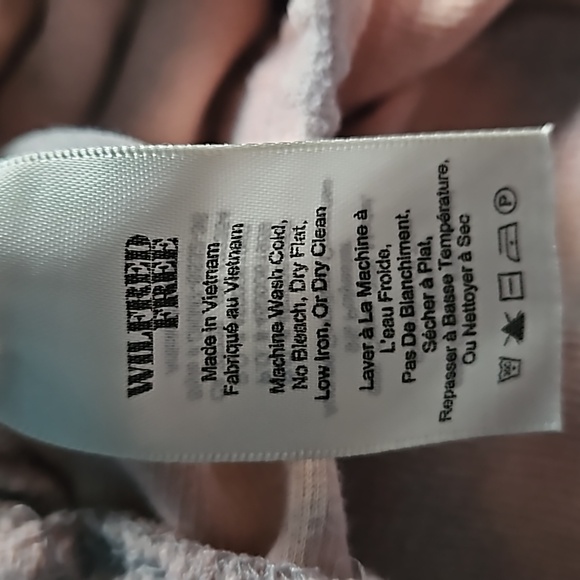 WILFRED
FREE
Made in Vietnam
Fabriqué au Vietnam
Machine Wash Cold,
No Bleach, Dry Flat,
Low Iron, Or Dry Clean
Laver à La Machine à
L'eau Froide,
Pas De Blanchiment,
Sécher à Plat,
Repasser à Basse Température,
Ou Nettoyer à Sec
P